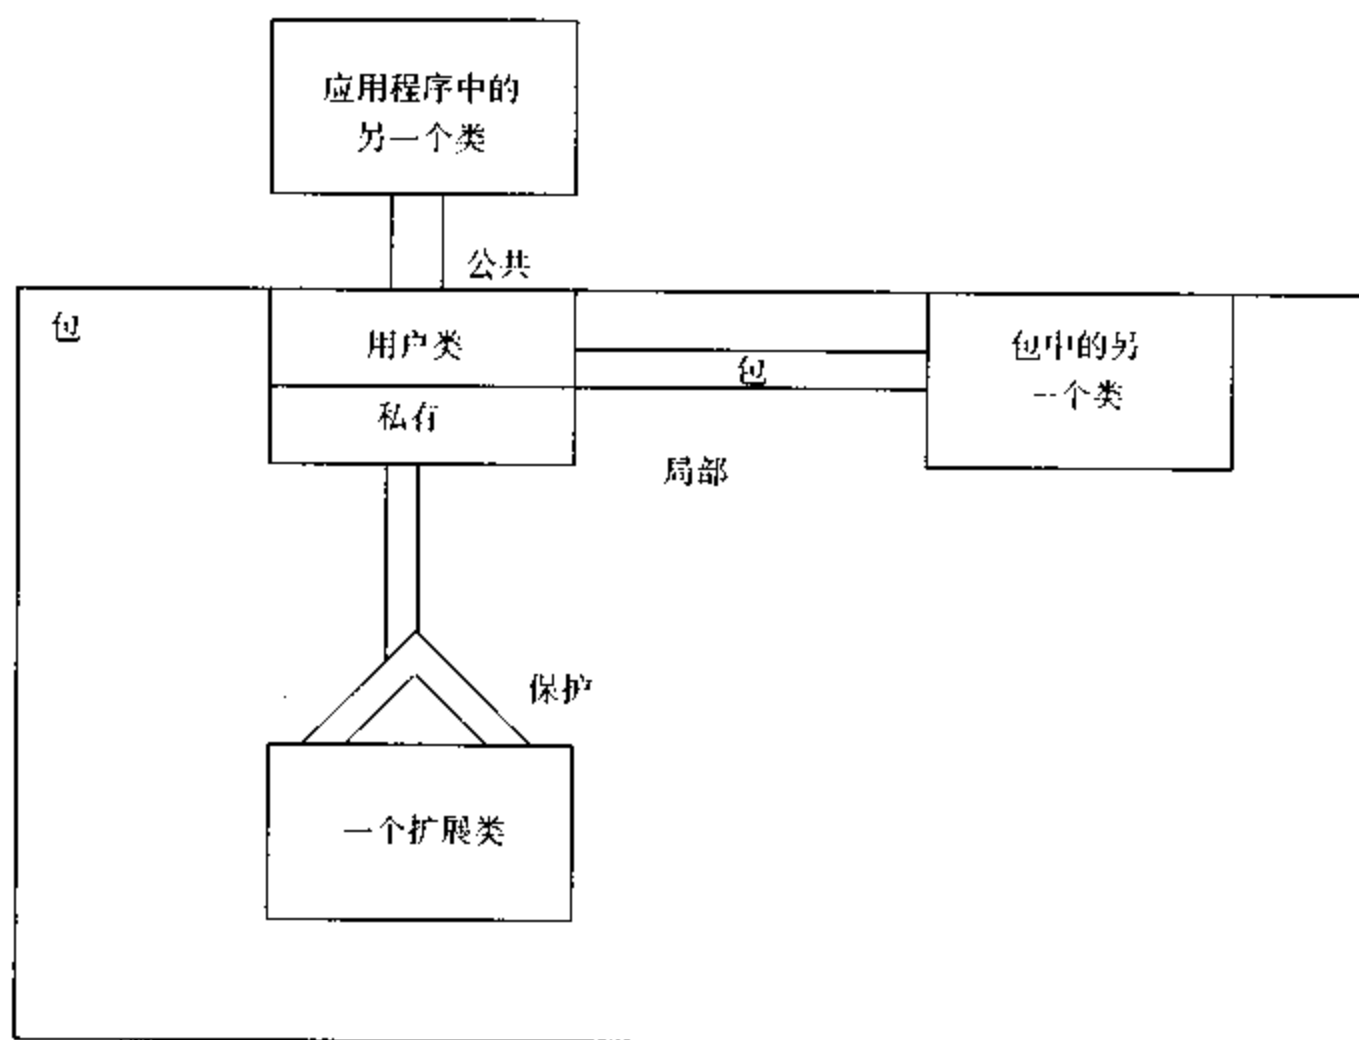 应用程序中的
另一个类
公共
包
用户类
包
包中的另
一个类
私有
局部
保护
一个扩展类